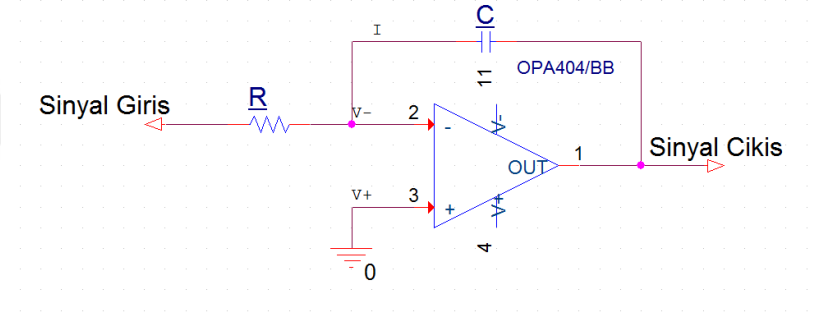 C
I
OPA404/BB
11
Sinyal Giris
R
V-
2
-
V-
OUT
1
Sinyal Cikis
V+
3
+
V+
4
0